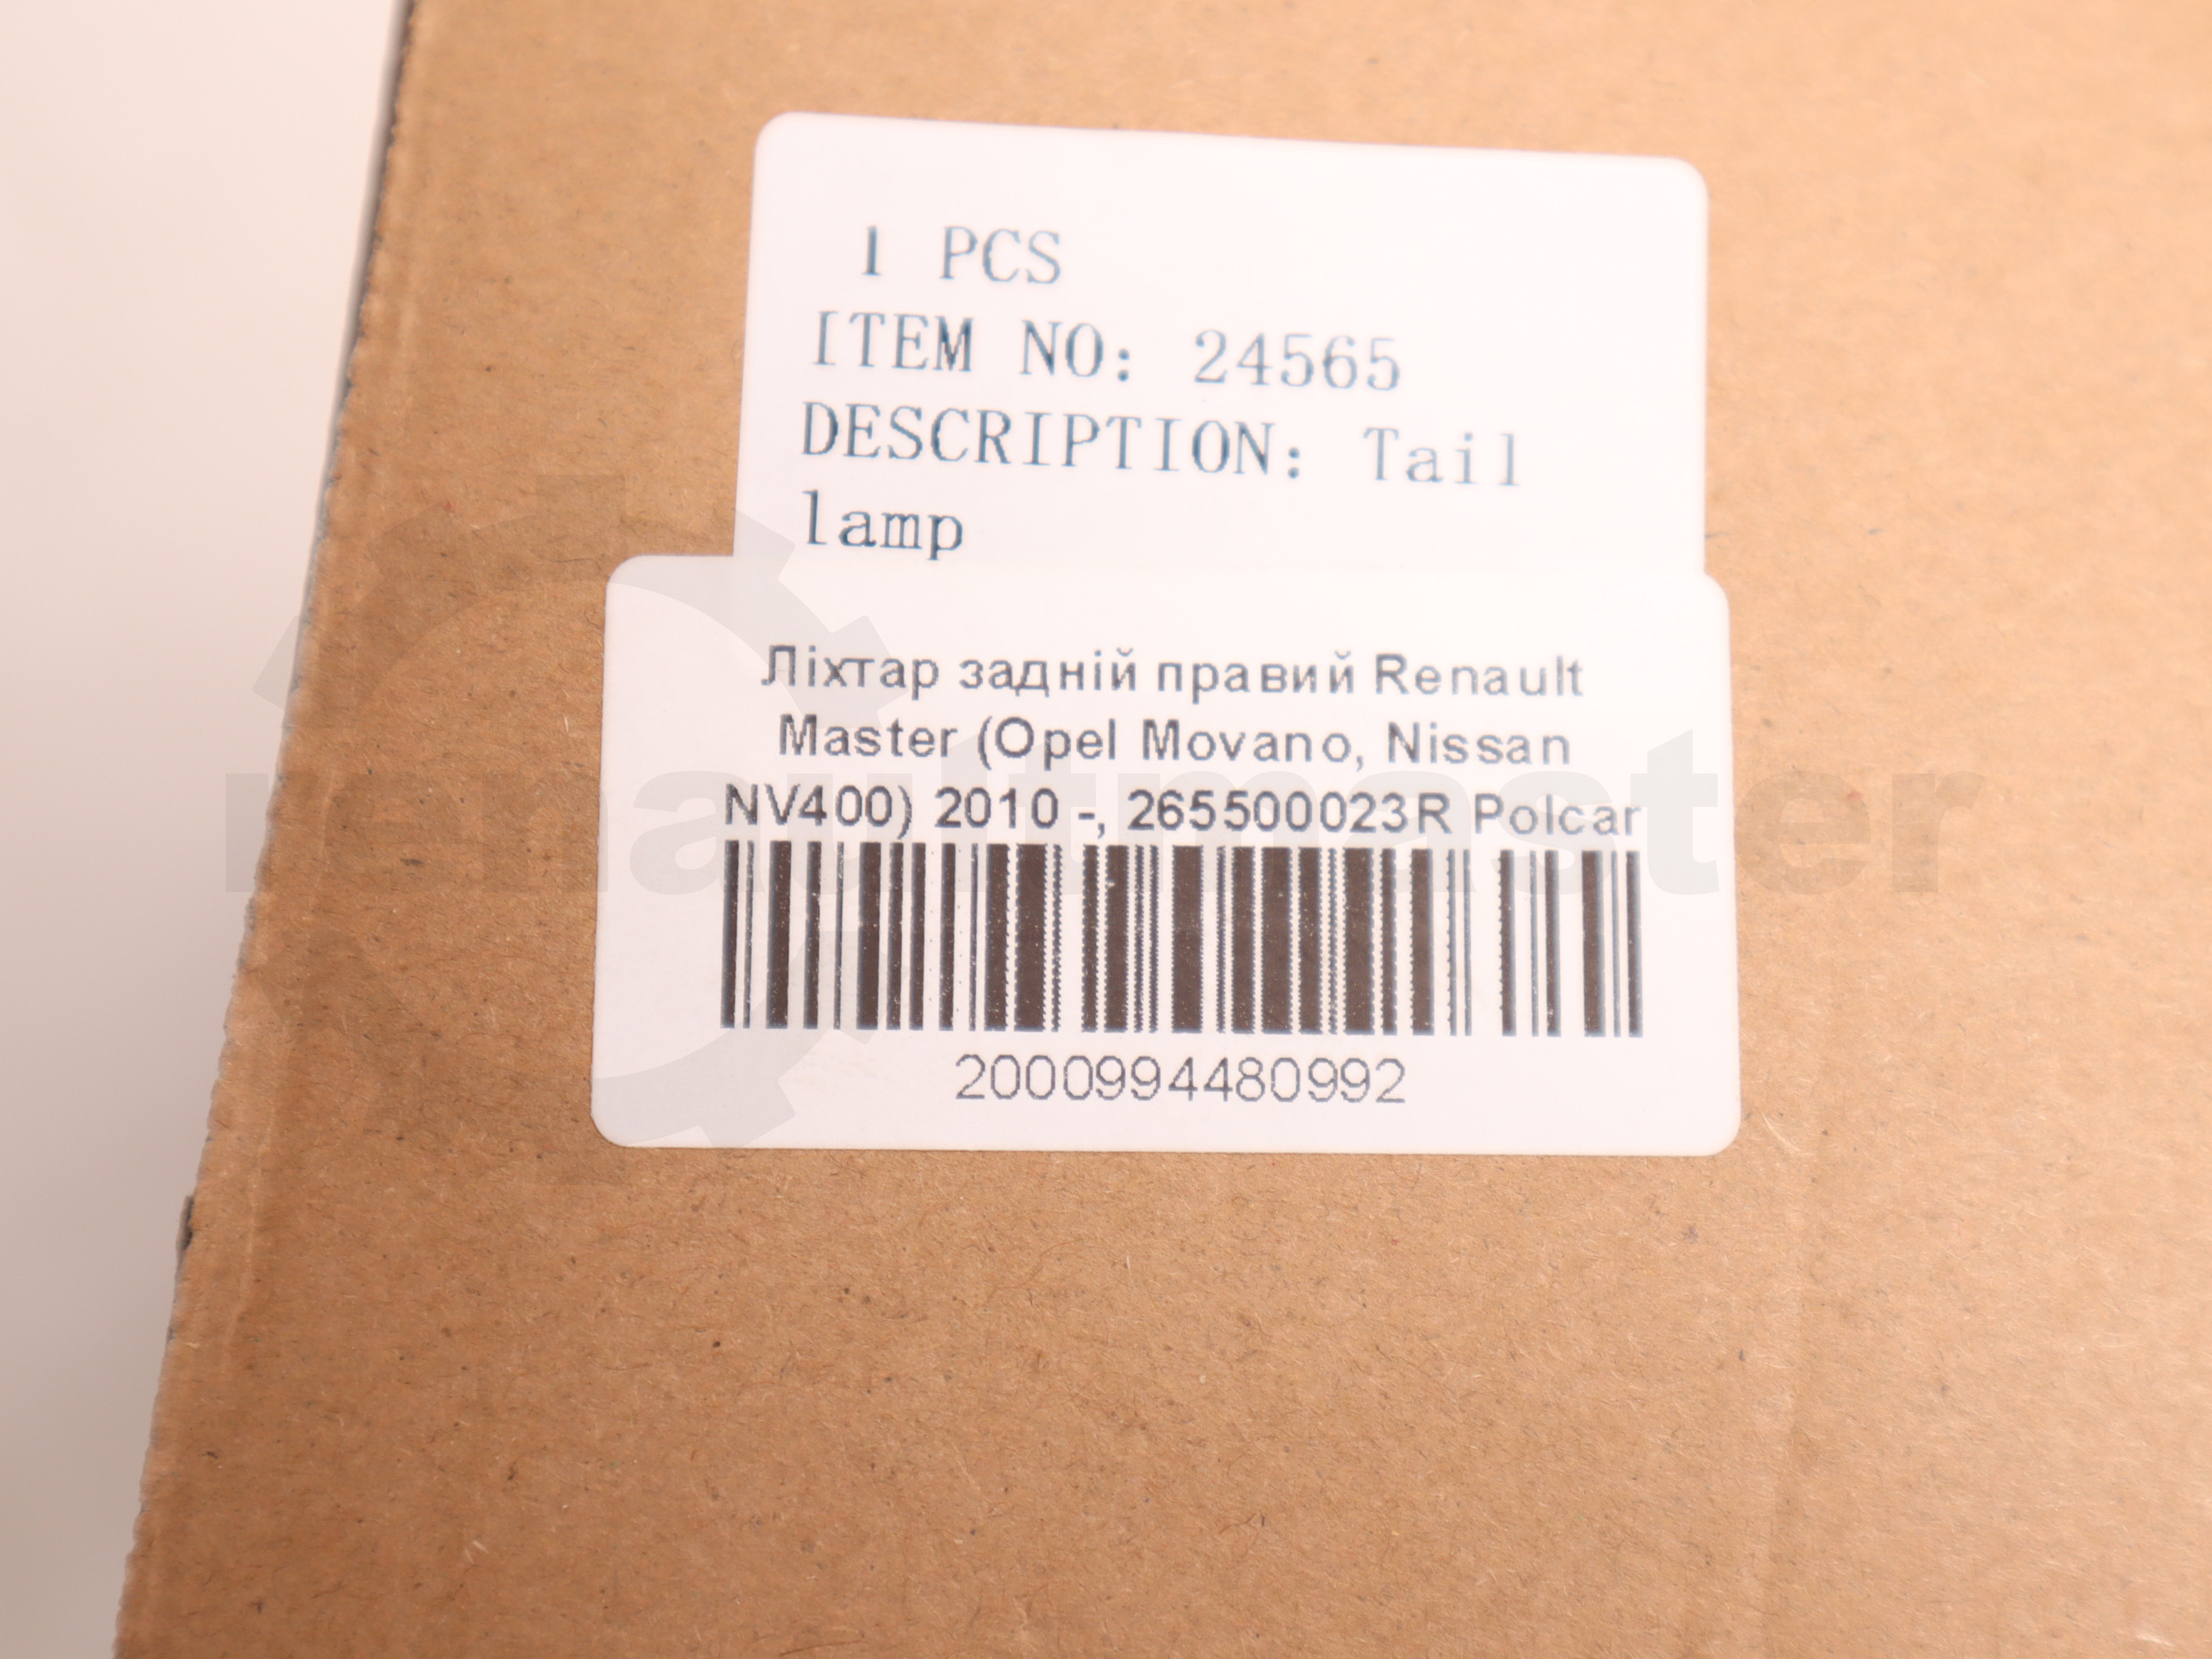 1 PCS
ITEM NO: 24565
DESCRIPTION: Tail
lamp
Ліхтар задній правий Renault
Master (Opel Movano, Nissan
NV400) 2010 -, 265500023R Polcar
renaultmaster
2000994480992